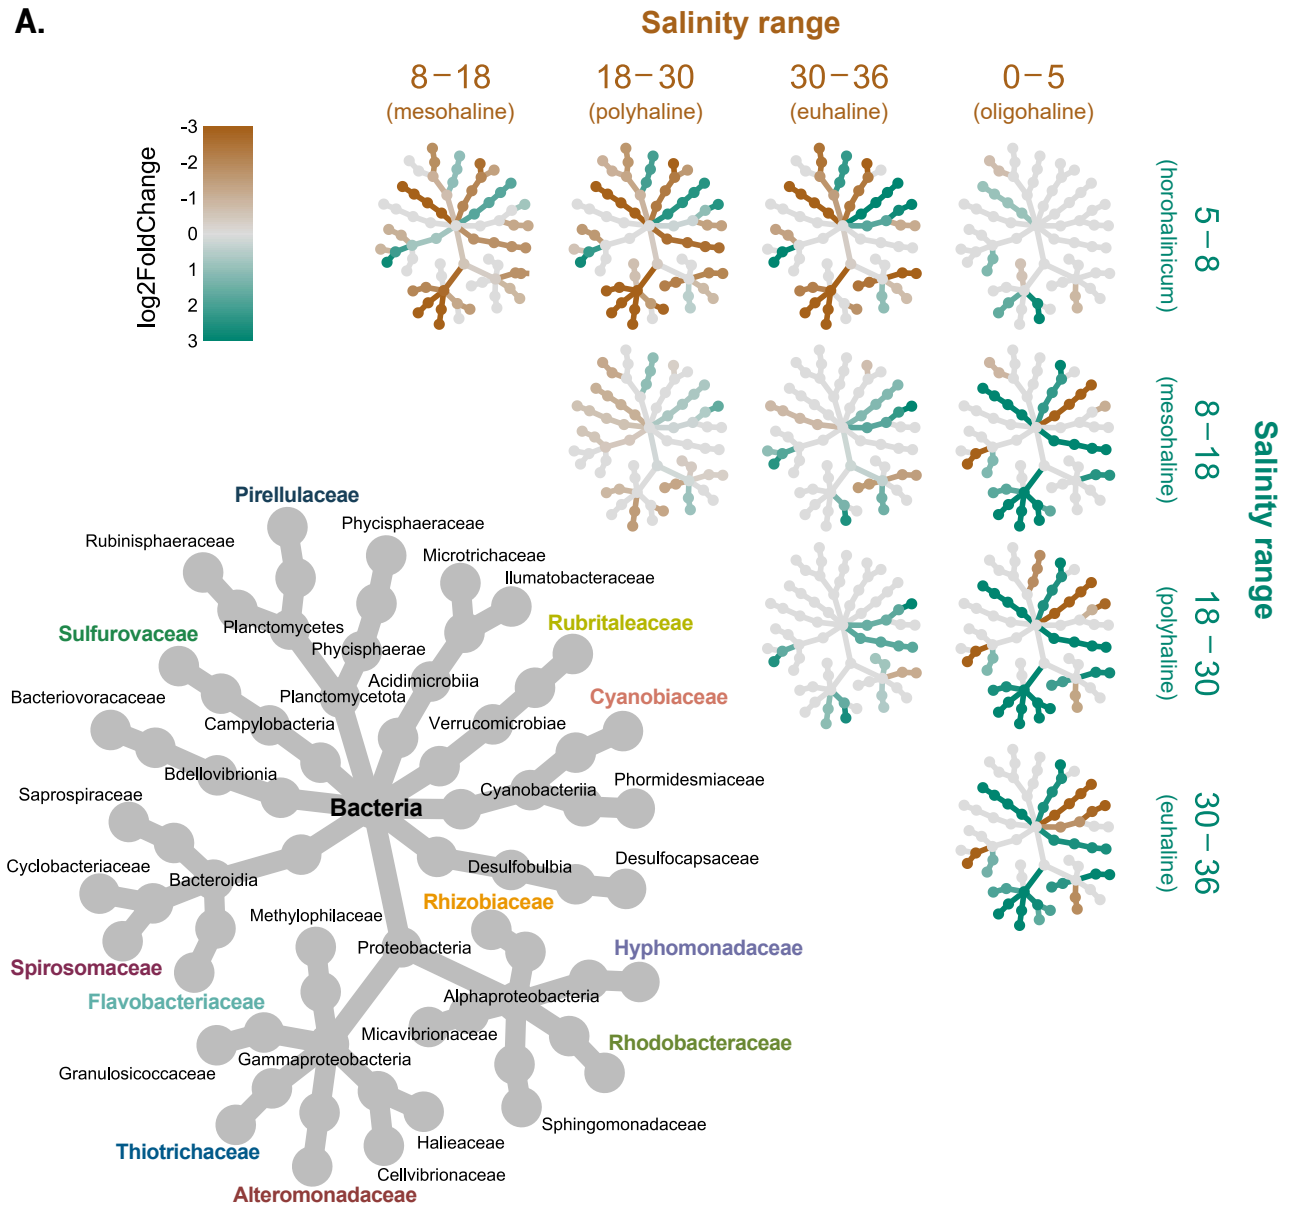 A.
Salinity range
8–18
18–30
30–36
0–5
(mesohaline)
(polyhaline)
(euhaline)
(oligohaline)
log2FoldChange
-3
-2
-1
0
1
2
3
5–8
(horohalinicum)
8–18
(mesohaline)
18–30
(polyhaline)
30–36
(euhaline)
Salinity range
Pirellulaceae
Phycisphaeraceae
Rubinisphaeraceae
Microtrichaceae
Ilumatobacteraceae
Planctomycetes
Rubritaleaceae
Sulfurovaceae
Phycisphaerae
Acidimicrobiia
Bacteriovoracaceae
Planctomycetota
Cyanobiaceae
Campylobacteria
Verrucomicrobiae
Bdellovibrionia
Phormidesmiaceae
Cyanobacteriia
Saprospiraceae
Bacteria
Cyclobacteriaceae
Desulfobulbia
Desulfocapsaceae
Bacteroidia
Rhizobiaceae
Methylophilaceae
Proteobacteria
Hyphomonadaceae
Spirosomaceae
Alphaproteobacteria
Flavobacteriaceae
Micavibrionaceae
Rhodobacteraceae
Gammaproteobacteria
Granulosicoccaceae
Sphingomonadaceae
Halieaceae
Thiotrichaceae
Cellvibrionaceae
Alteromonadaceae